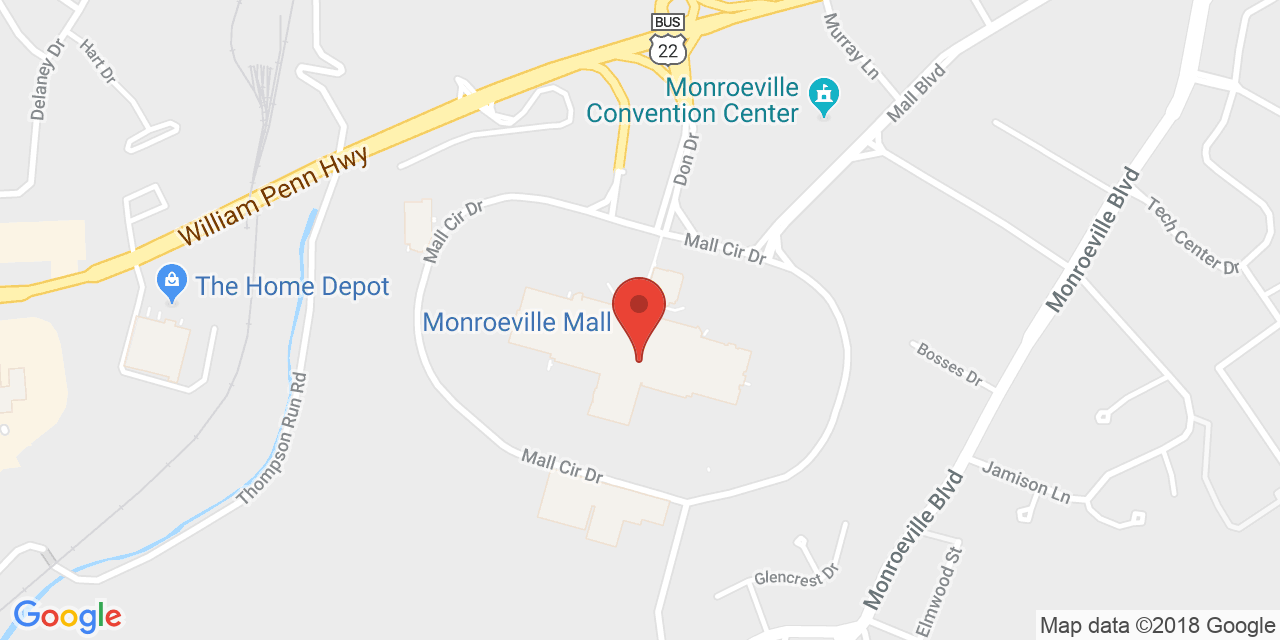 BUS
22
Murray Ln
Hart Dr
Delaney Dr
Mall Blvd
Monroeville
Convention Center
Don Dr
William Penn Hwy
Monroeville Blvd
Tech Center Dr
Mall Cir Dr
Mall Cir Dr
The Home Depot
Monroeville Mall
Bosses Dr
Thompson Run Rd
Mall Cir Dr
Jamison Ln
Monroeville Blvd
Glencrest Dr
Elmwood St
Google
Map data ©2018 Google